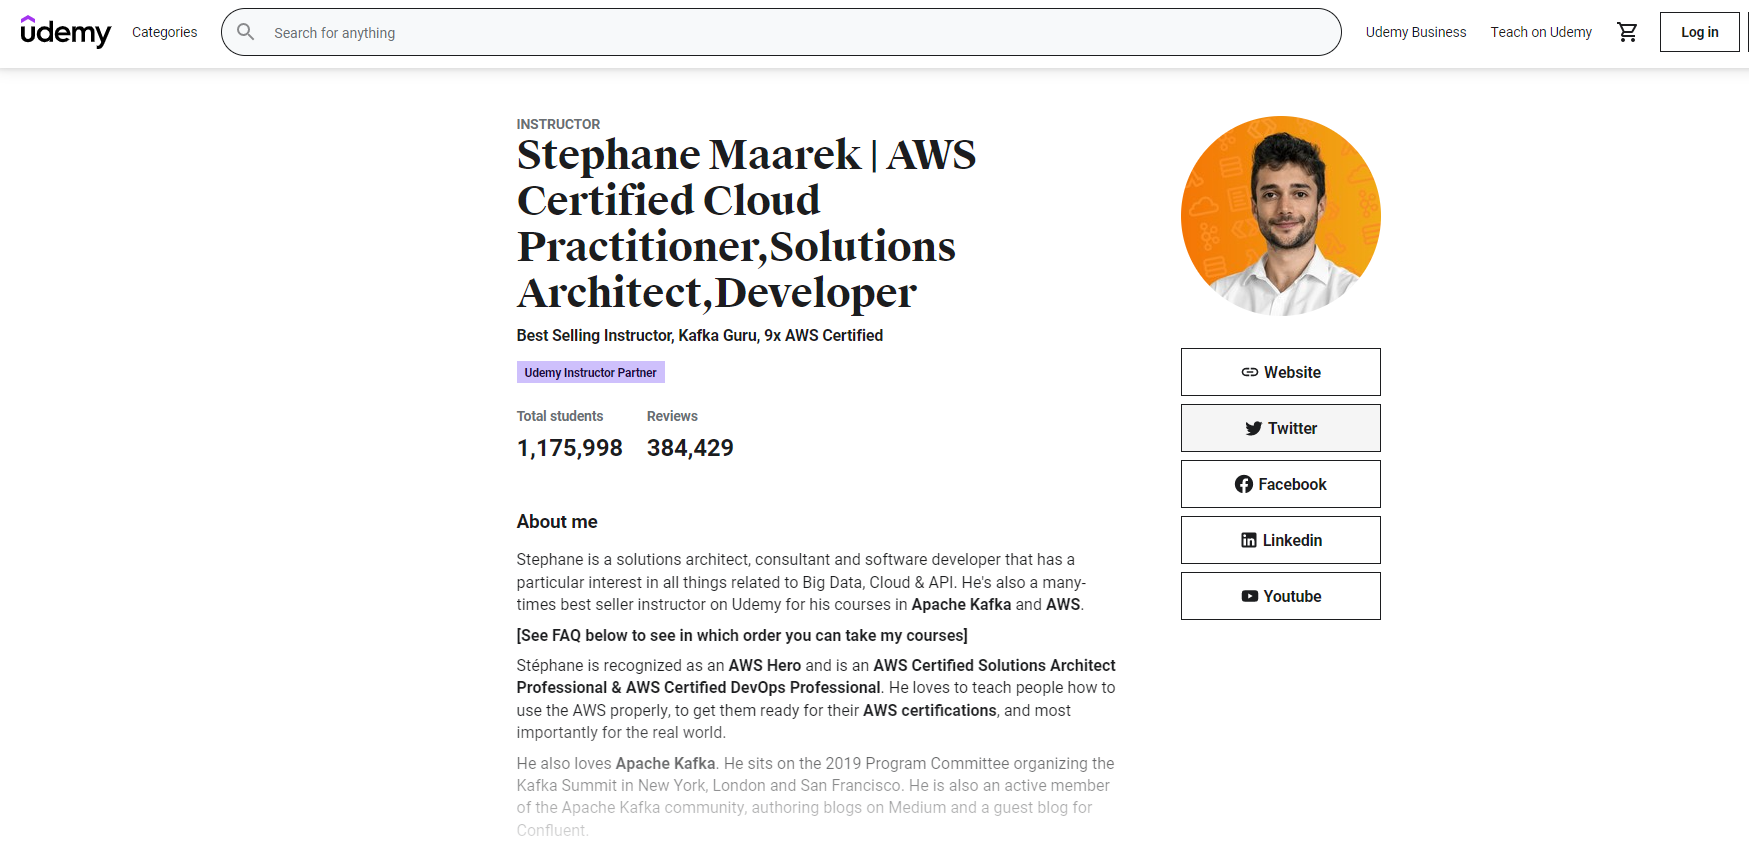 udemy
Categories
Search for anything
Udemy Business
Teach on Udemy
Log in
INSTRUCTOR
Stephane Maarek | AWS
Certified Cloud
Practitioner,Solutions
Architect,Developer
Best Selling Instructor, Kafka Guru, 9x AWS Certified
Udemy Instructor Partner
Total students
Reviews
1,175,998
384,429
About me
Stephane is a solutions architect, consultant and software developer that has a
particular interest in all things related to Big Data, Cloud & API. He's also a many-
times best seller instructor on Udemy for his courses in Apache Kafka and AWS.
[See FAQ below to see in which order you can take my courses]
Stéphane is recognized as an AWS Hero and is an AWS Certified Solutions Architect
Professional & AWS Certified DevOps Professional. He loves to teach people how to
use the AWS properly, to get them ready for their AWS certifications, and most
importantly for the real world.
He also loves Apache Kafka. He sits on the 2019 Program Committee organizing the
Kafka Summit in New York, London and San Francisco. He is also an active member
of the Apache Kafka community, authoring blogs on Medium and a guest blog for
Confluent.
Website
Twitter
Facebook
Linkedin
Youtube